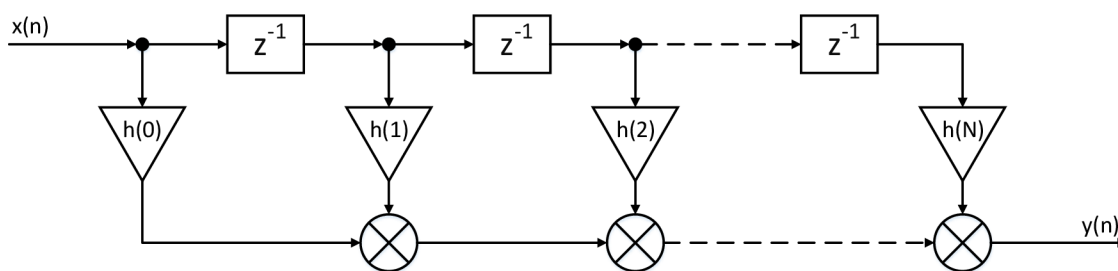 x(n)
z⁻¹
z⁻¹
z⁻¹
h(0)
h(1)
h(2)
h(N)
y(n)